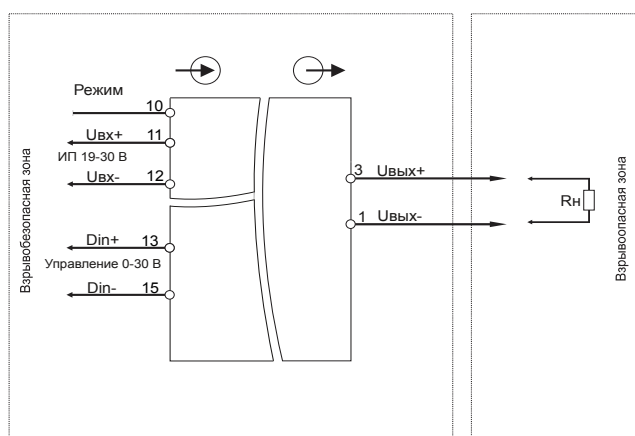 Режим
10
Uвх+ 11
ИП 19-30 В
Uвх- 12
Din+ 13
Управление 0-30 В
Din- 15
3 Uвых+
1 Uвых-
Rн
Взрывобезопасная зона
Взрывоопасная зона